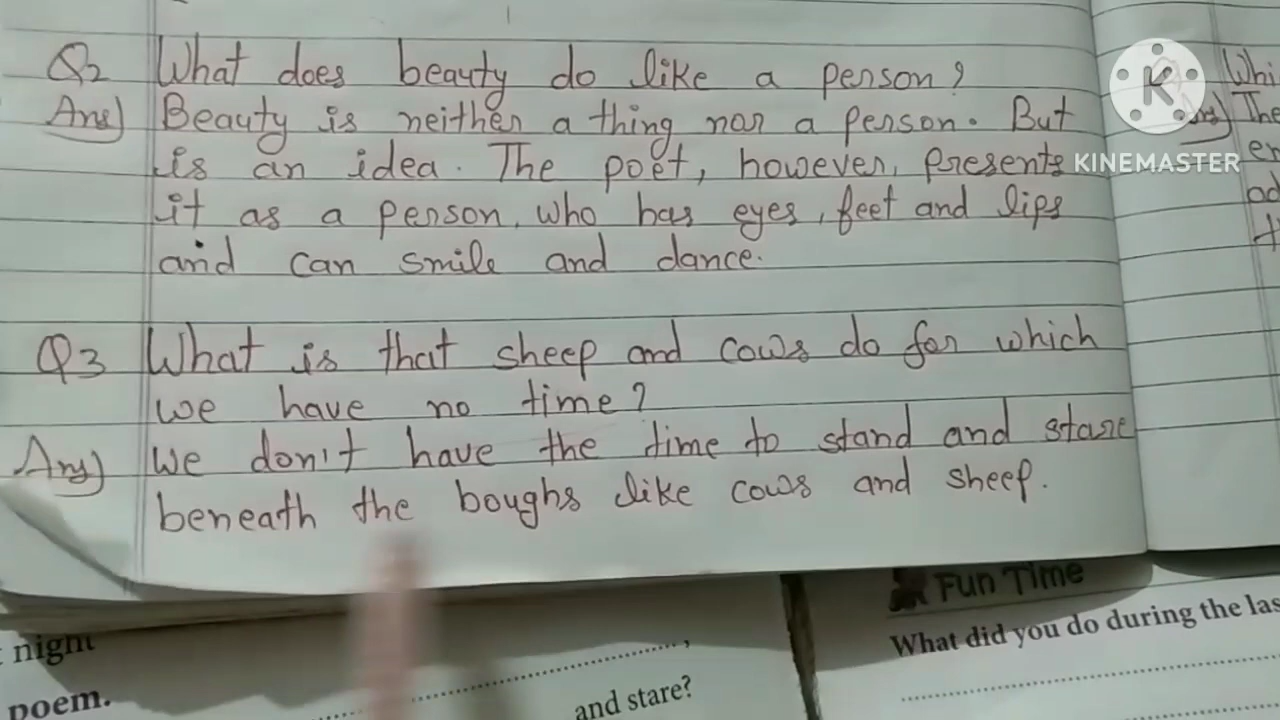 Q2 What does beauty do like a person?
Ans) Beauty is neither a thing nor a person. But
is an idea. The poet, however, presents
it as a person, who has eyes, feet and lips
and can smile and dance.
Q3 What is that sheep and cows do for which
we have no time?
Ans) We don't have the time to stand and stare
beneath the boughs like cows and sheep.
Whi
The
er
ad
K
KINEMASTER
night
poem.
and stare?
Fun Time
What did you do during the las